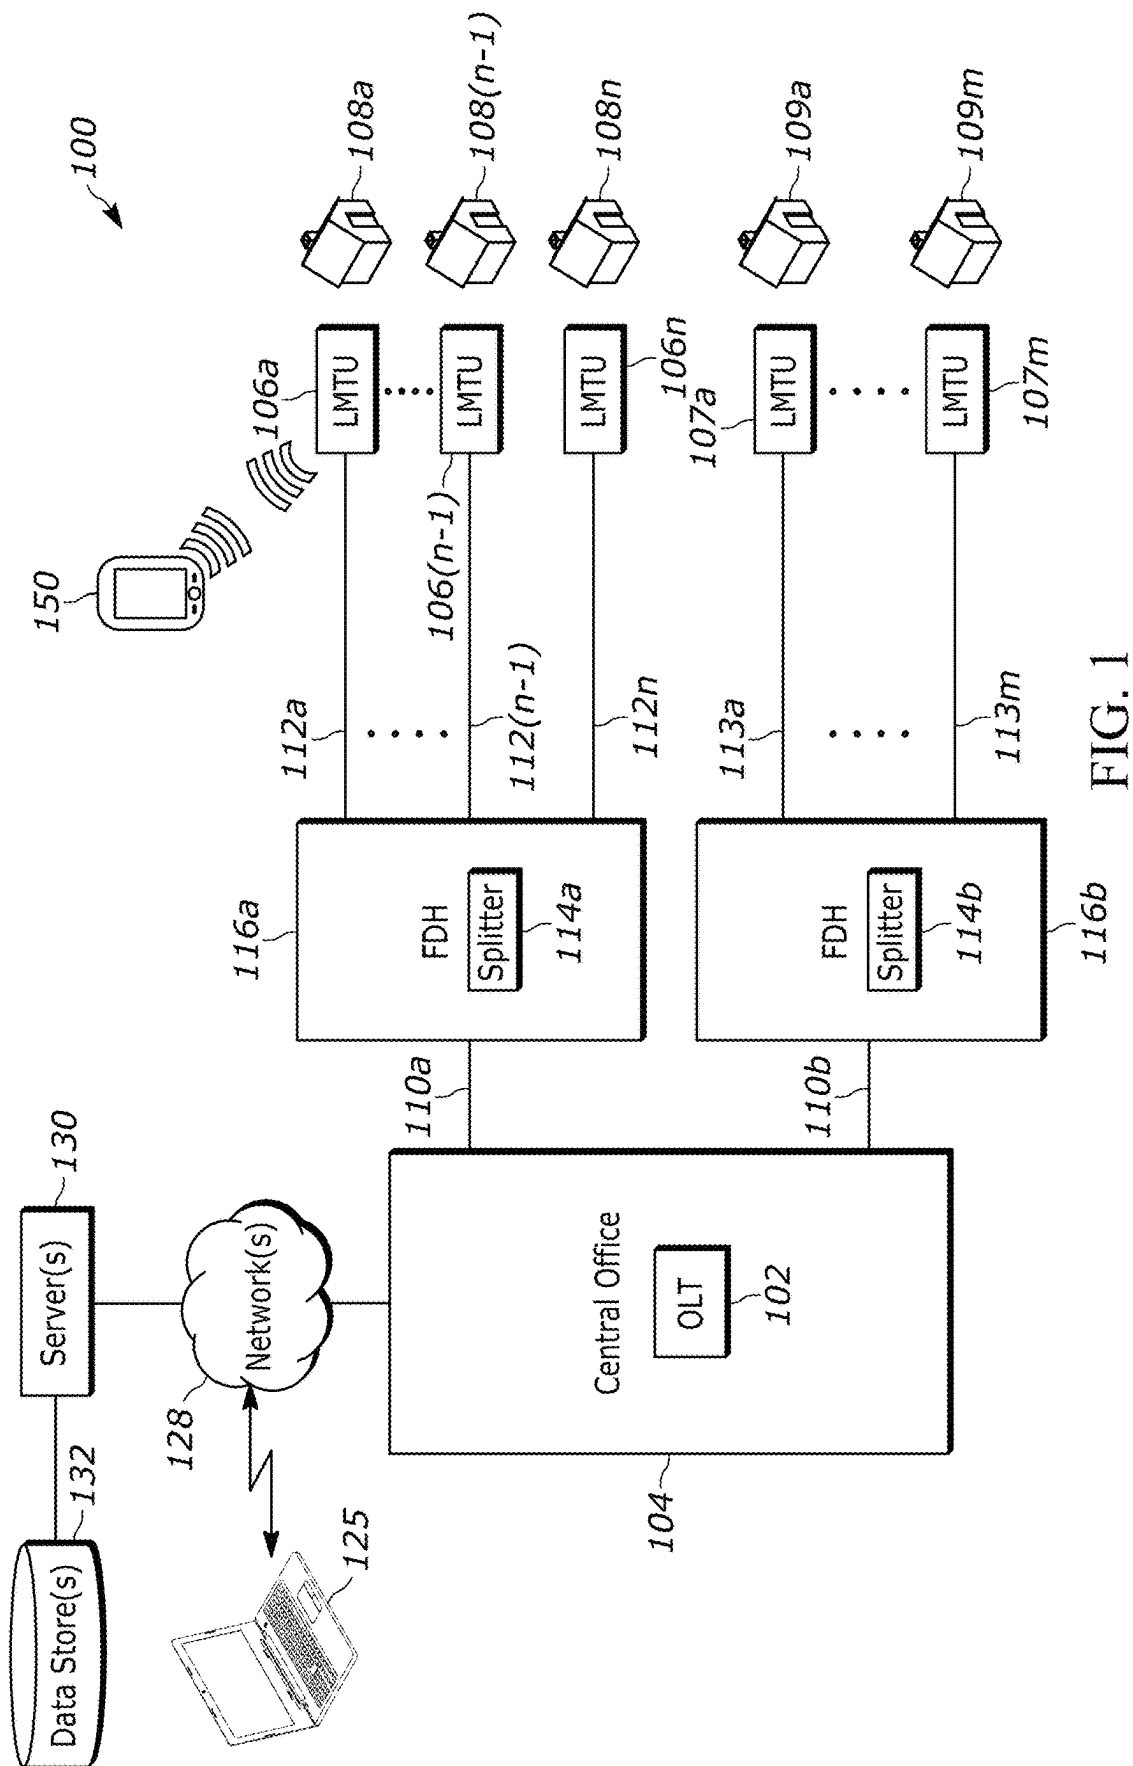 100
Data Store(s)
132
Server(s)
130
128
Network(s)
125
150
Central Office
OLT
102
104
110a
110b
116a
FDH
Splitter
114a
FDH
Splitter
114b
116b
112a
112(n-1)
112n
113a
113m
106a
LMTU
106(n-1)
LMTU
LMTU
106n
107a
LMTU
LMTU
107m
108a
108(n-1)
108n
109a
109m
FIG. 1